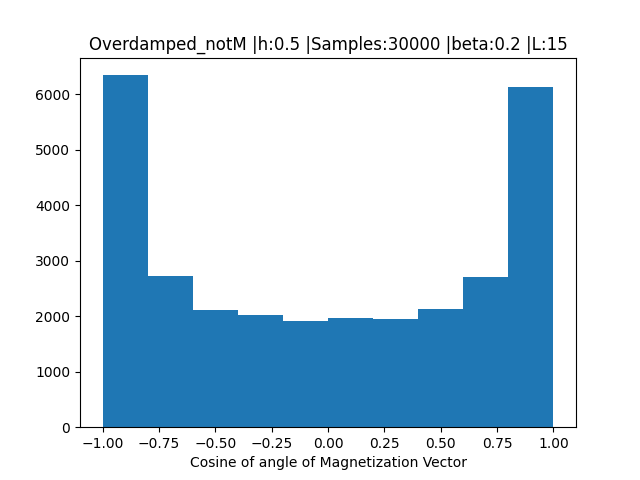 Overdamped_notM |h:0.5 |Samples:30000 |beta:0.2 |L:15
6000
5000
4000
3000
2000
1000
0
−1.00 −0.75 −0.50 −0.25 0.00 0.25 0.50 0.75 1.00
Cosine of angle of Magnetization Vector